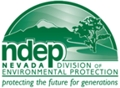 ndep
NEVADA DIVISION OF
ENVIRONMENTAL PROTECTION
protecting the future for generations